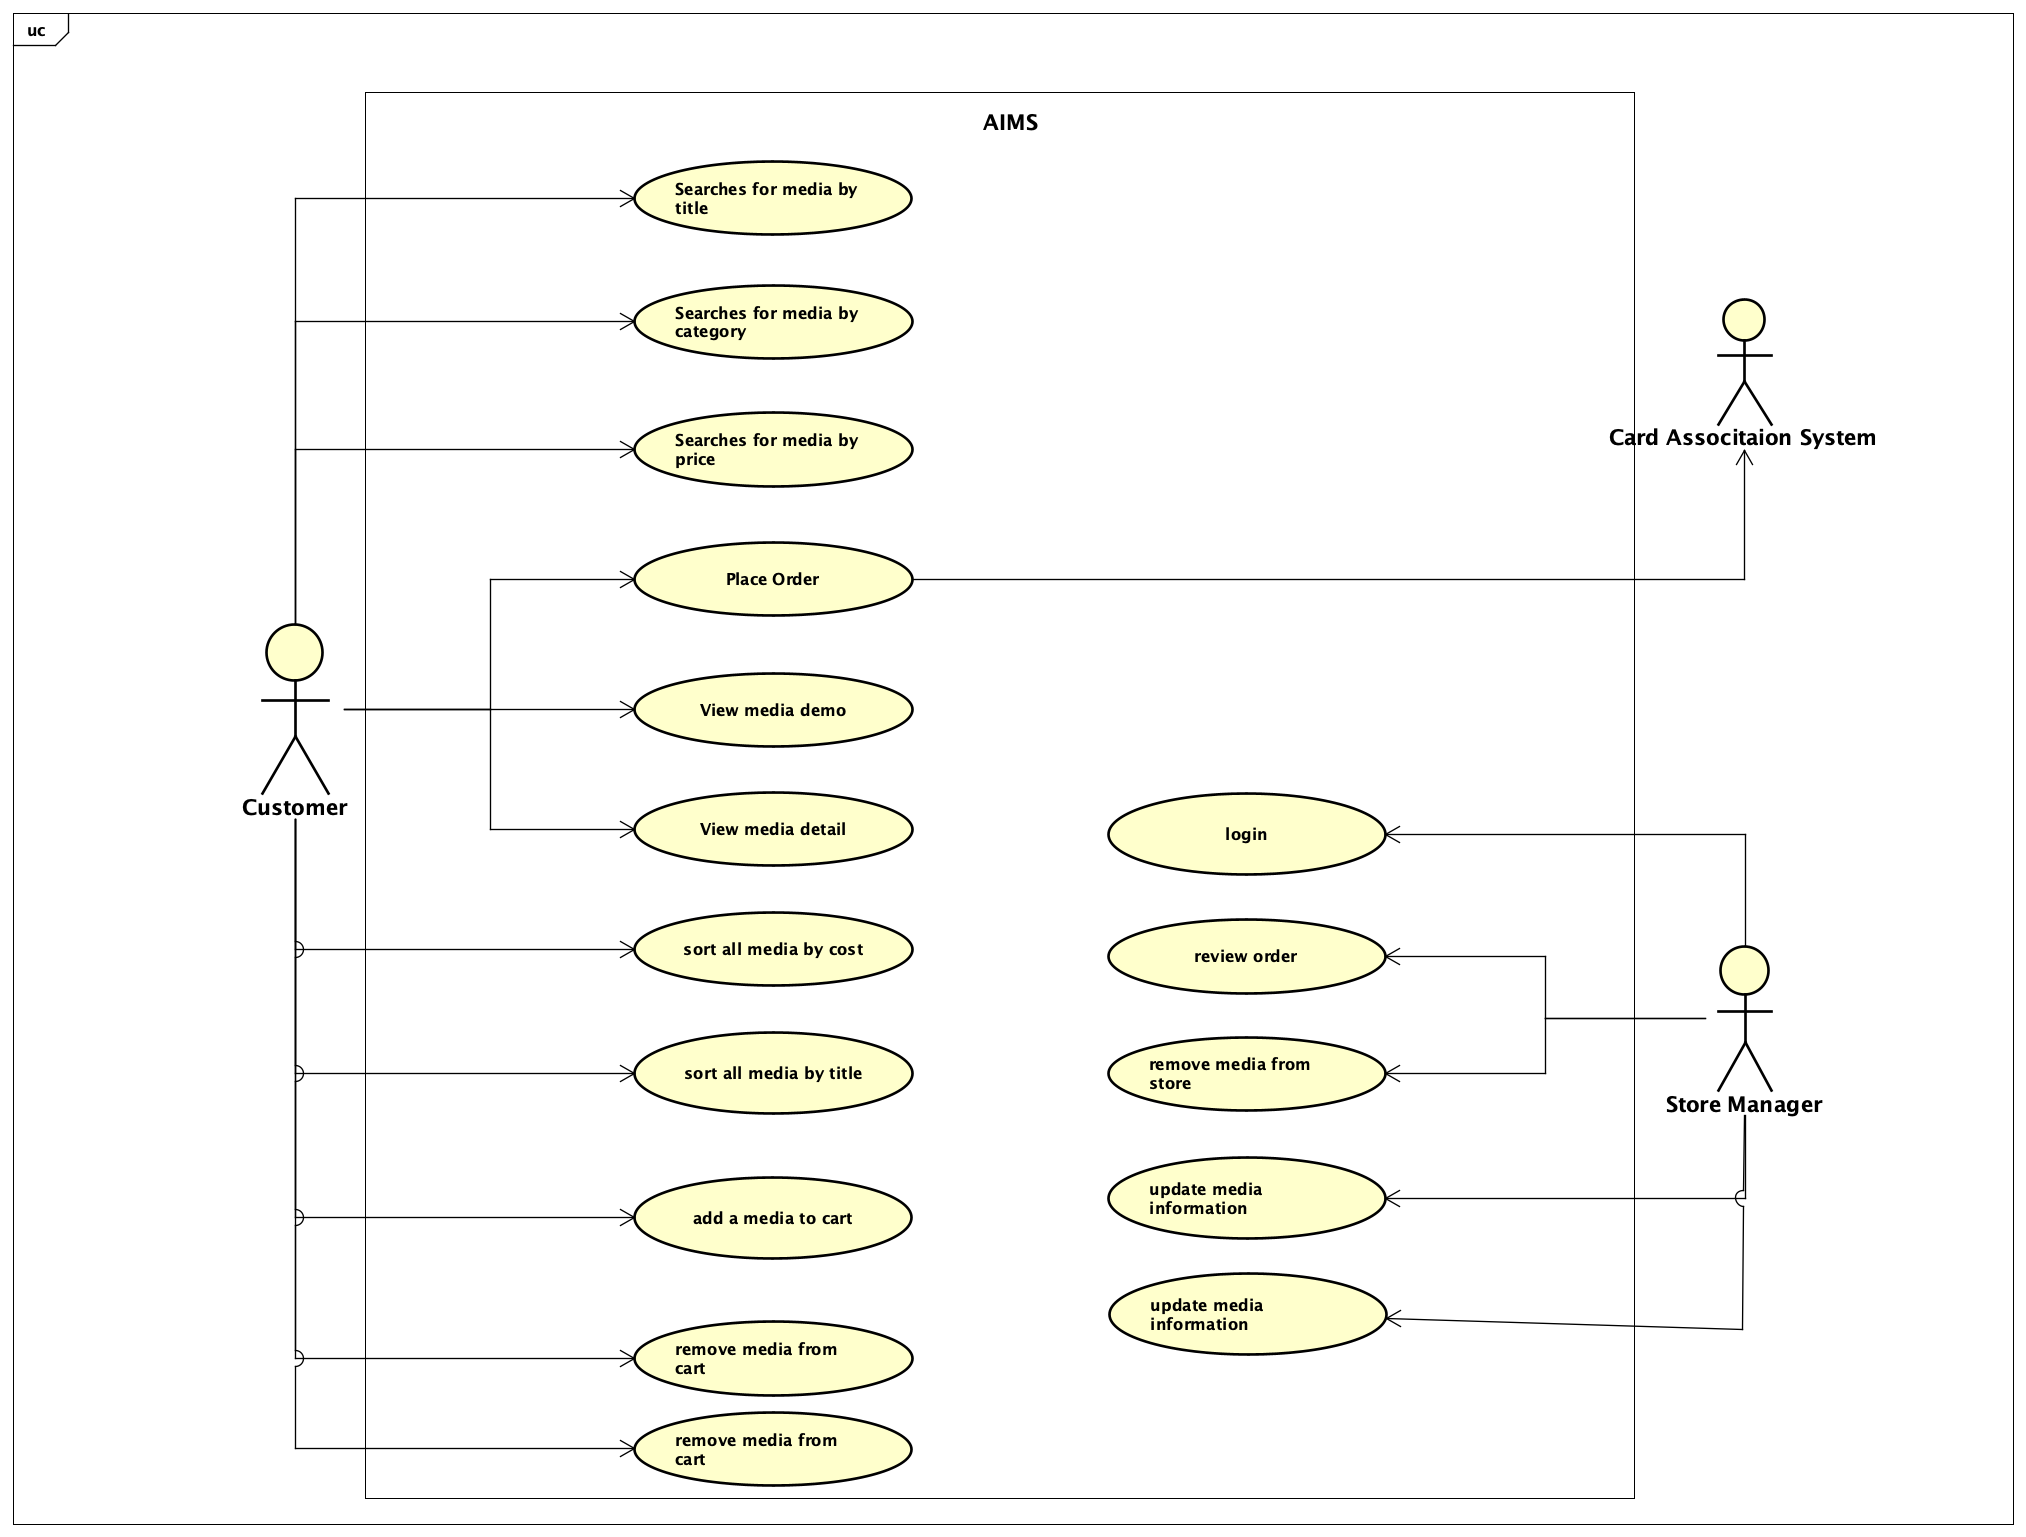 uc
AIMS
Searches for media by
title
Searches for media by
category
Searches for media by
price
Place Order
View media demo
View media detail
sort all media by cost
sort all media by title
add a media to cart
remove media from
cart
remove media from
cart
Customer
Card Associtaion System
login
review order
remove media from
store
update media
information
update media
information
Store Manager